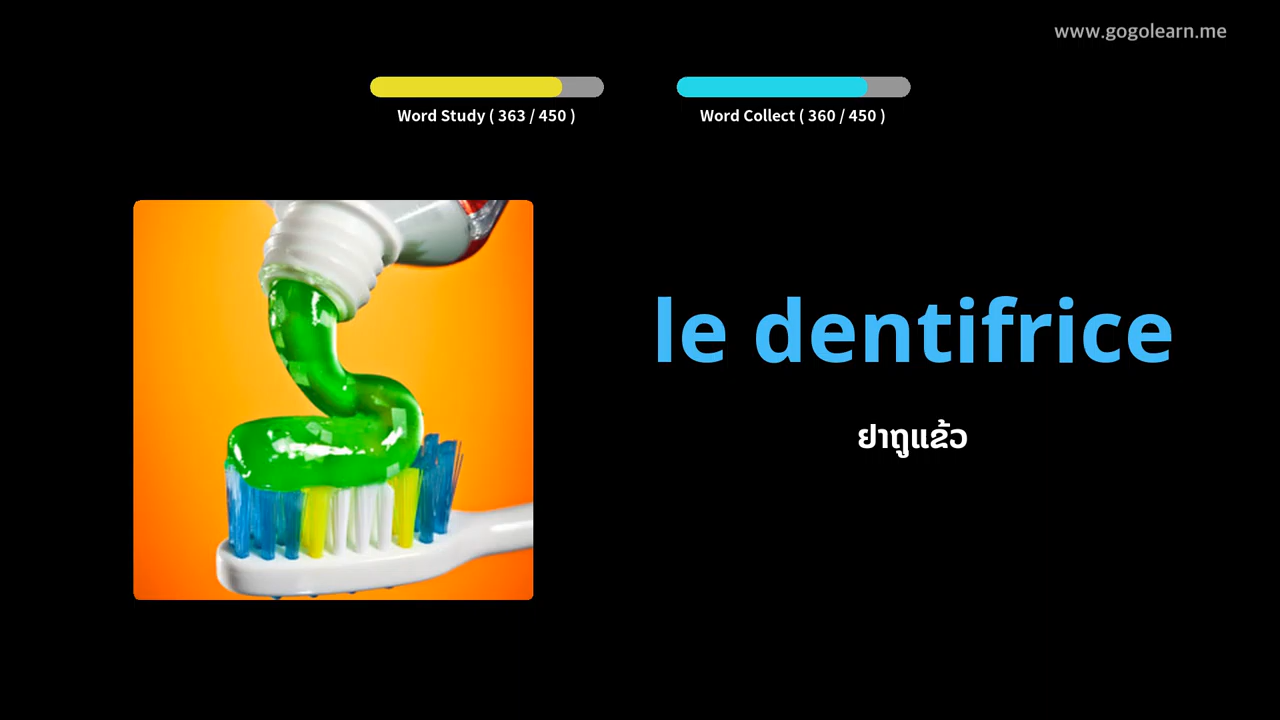 www.gogolearn.me
Word Study ( 363 / 450 )
Word Collect ( 360 / 450 )
le dentifrice
ຢາຖູແຂ້ວ